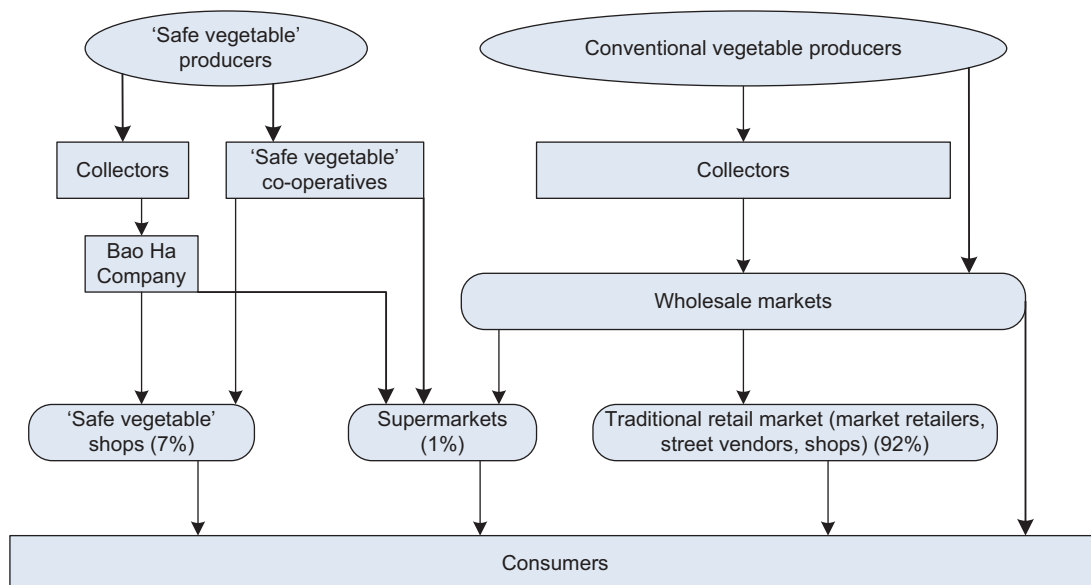 ‘Safe vegetable’
producers
Conventional vegetable producers
Collectors
‘Safe vegetable’
co-operatives
Collectors
Bao Ha
Company
Wholesale markets
‘Safe vegetable’
shops (7%)
Supermarkets
(1%)
Traditional retail market (market retailers,
street vendors, shops) (92%)
Consumers